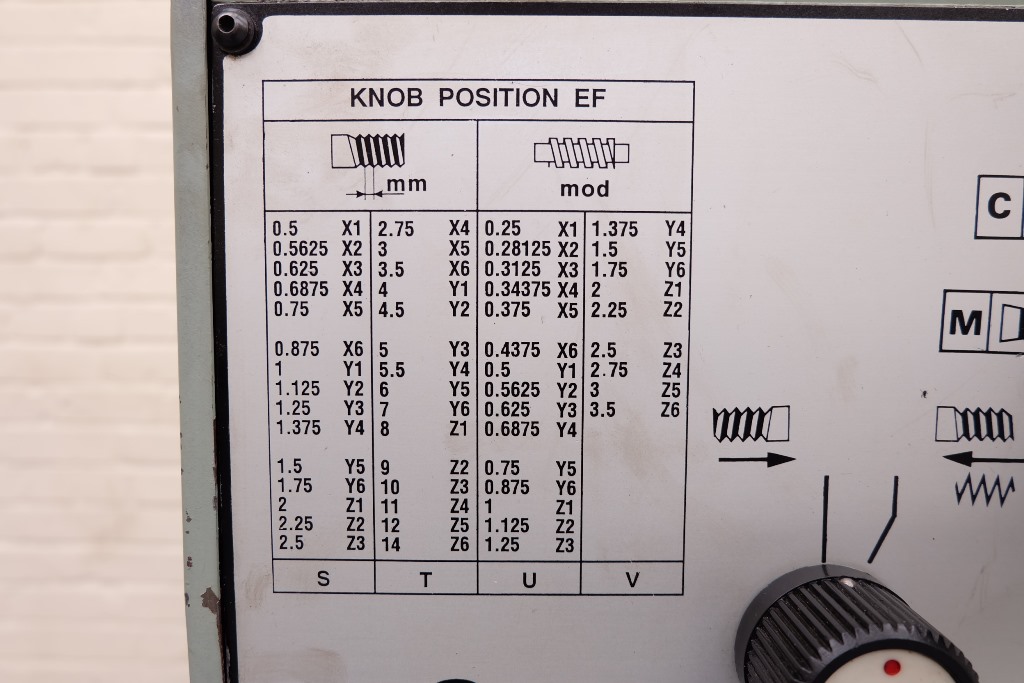 KNOB POSITION EF
mm
mod
0.5 X1 2.75 X4 0.25 X1 1.375 Y4
0.5625 X2 3 X5 0.28125 X2 1.5 Y5
0.625 X3 3.5 X6 0.3125 X3 1.75 Y6
0.6875 X4 4 Y1 0.34375 X4 2 Z1
0.75 X5 4.5 Y2 0.375 X5 2.25 Z2
0.875 X6 5 Y3 0.4375 X6 2.5 Z3
1 Y1 5.5 Y4 0.5 Y1 2.75 Z4
1.125 Y2 6 Y5 0.5625 Y2 3 Z5
1.25 Y3 7 Y6 0.625 Y3 3.5 Z6
1.375 Y4 8 Z1 0.6875 Y4
1.5 Y5 9 Z2 0.75 Y5
1.75 Y6 10 Z3 0.875 Y6
2 Z1 11 Z4 1 Z1
2.25 Z2 12 Z5 1.125 Z2
2.5 Z3 14 Z6 1.25 Z3
S T U V
C
M